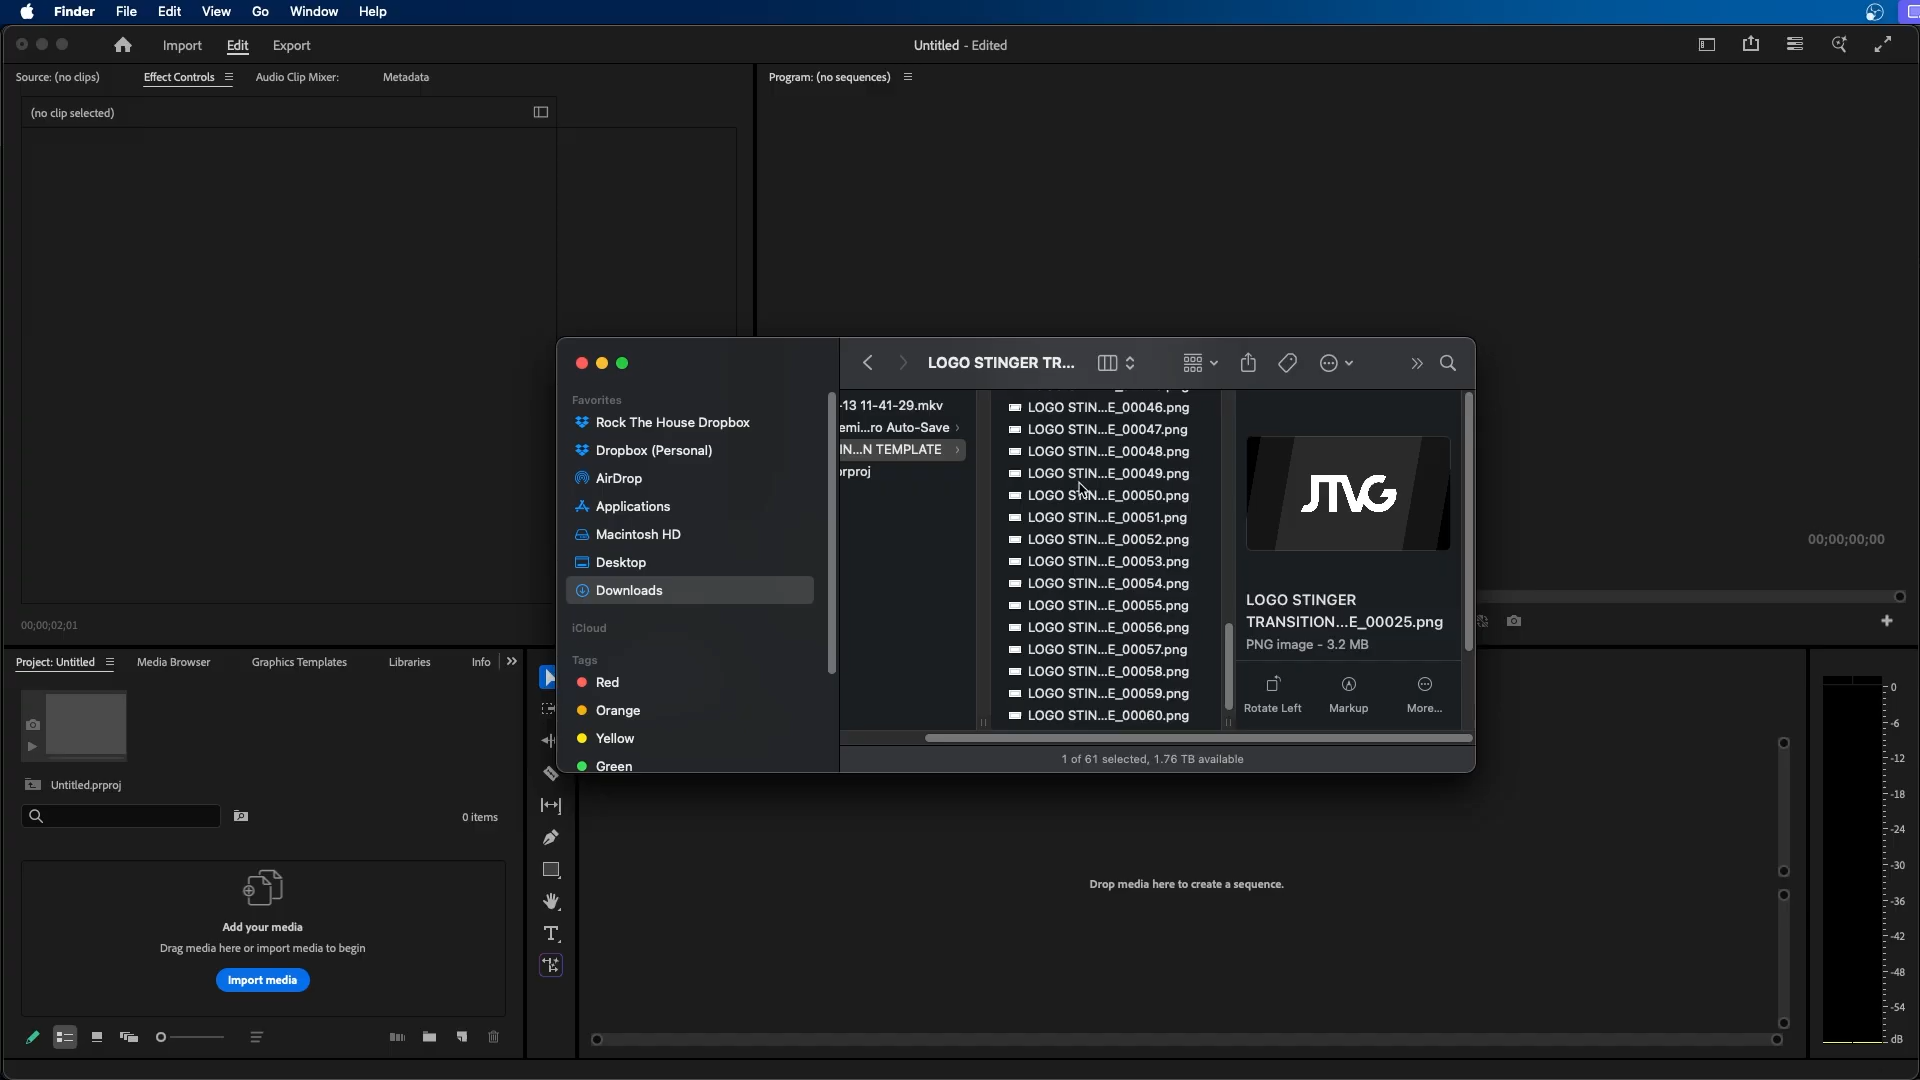 Finder File Edit View Go Window Help
Import Edit Export
Untitled - Edited
Source: (no clips) Effect Controls Audio Clip Mixer: Metadata
Program: (no sequences)
(no clip selected)
LOGO STINGER TR...
Favorites
Rock The House Dropbox
Dropbox (Personal)
AirDrop
Applications
Macintosh HD
Desktop
Downloads
iCloud
Tags
Red
Orange
Yellow
Green
-13 11-41-29.mkv
emi...ro Auto-Save
IN...N TEMPLATE
prproj
LOGO STIN...E_00046.png
LOGO STIN...E_00047.png
LOGO STIN...E_00048.png
LOGO STIN...E_00049.png
LOGO STIN...E_00050.png
LOGO STIN...E_00051.png
LOGO STIN...E_00052.png
LOGO STIN...E_00053.png
LOGO STIN...E_00054.png
LOGO STIN...E_00055.png
LOGO STIN...E_00056.png
LOGO STIN...E_00057.png
LOGO STIN...E_00058.png
LOGO STIN...E_00059.png
LOGO STIN...E_00060.png
JTVG
LOGO STINGER
TRANSITION...E_00025.png
PNG image - 3.2 MB
Rotate Left Markup More...
1 of 61 selected, 1.76 TB available
00;00;00;00
00;00;02;01
Project: Untitled Media Browser Graphics Templates Libraries Info
Untitled.prproj
0 items
Add your media
Drag media here or import media to begin
Import media
Drop media here to create a sequence.
0
-6
-12
-18
-24
-30
-36
-42
-48
-54
dB